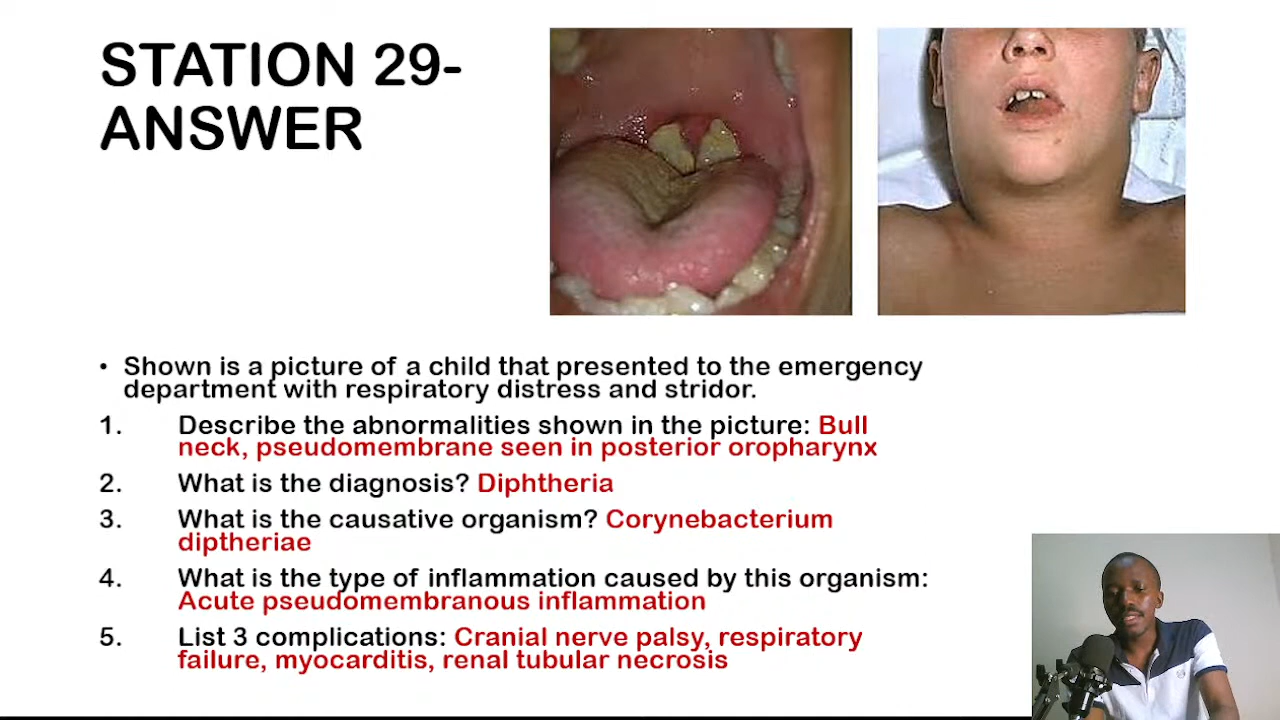 STATION 29-
ANSWER
• Shown is a picture of a child that presented to the emergency
department with respiratory distress and stridor.
1. Describe the abnormalities shown in the picture: Bull
neck, pseudomembrane seen in posterior oropharynx
2. What is the diagnosis? Diphtheria
3. What is the causative organism? Corynebacterium
diptheriae
4. What is the type of inflammation caused by this organism:
Acute pseudomembranous inflammation
5. List 3 complications: Cranial nerve palsy, respiratory
failure, myocarditis, renal tubular necrosis